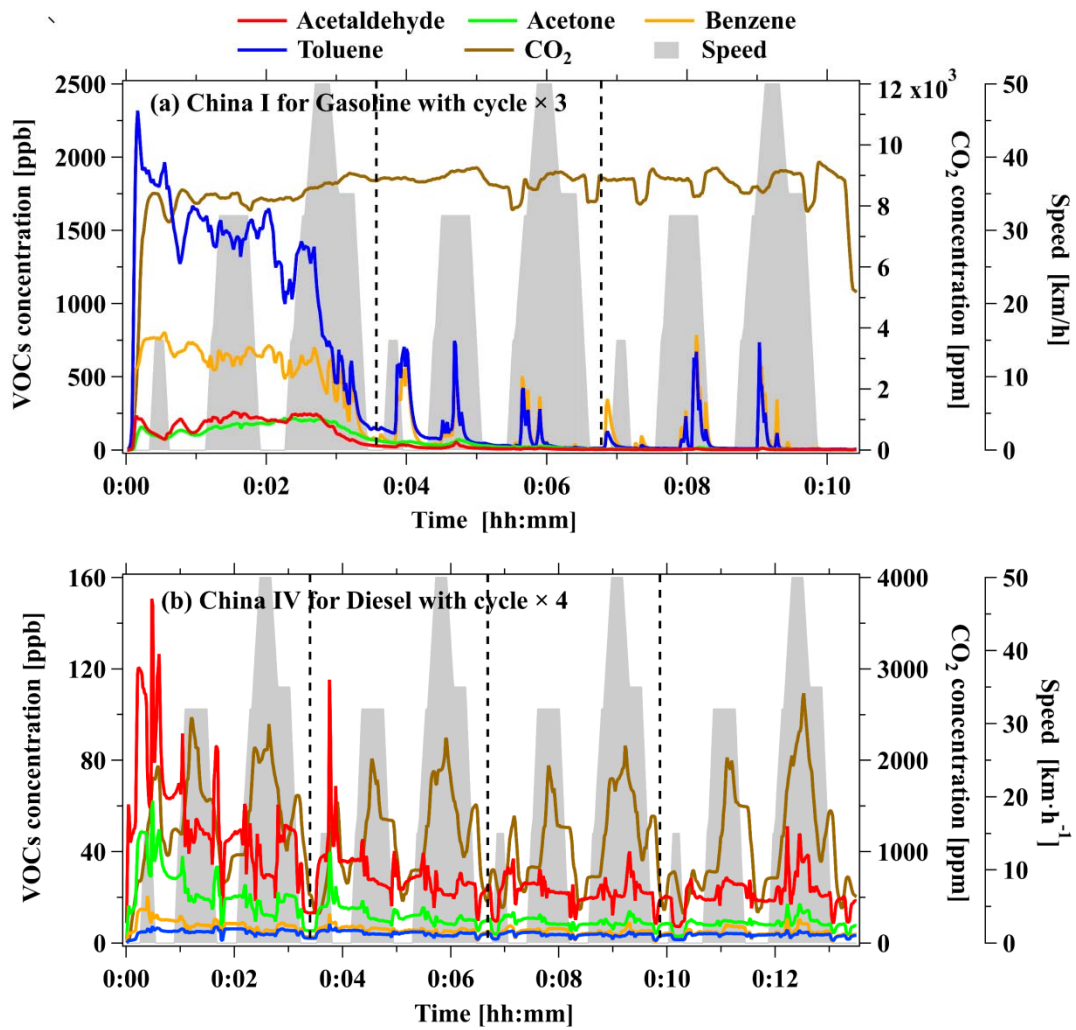 Acetaldehyde Acetone Benzene
Toluene CO₂ Speed
(a) China I for Gasoline with cycle × 3
VOCs concentration [ppb]
2500
2000
1500
1000
500
0
12 x10³
10
8
6
4
2
0
CO₂ concentration [ppm]
50
40
30
20
10
0
Speed [km/h]
0:00 0:02 0:04 0:06 0:08 0:10
Time [hh:mm]
(b) China IV for Diesel with cycle × 4
VOCs concentration [ppb]
160
120
80
40
0
4000
3000
2000
1000
0
CO₂ concentration [ppm]
50
40
30
20
10
0
Speed [km·h⁻¹]
0:00 0:02 0:04 0:06 0:08 0:10 0:12
Time [hh:mm]